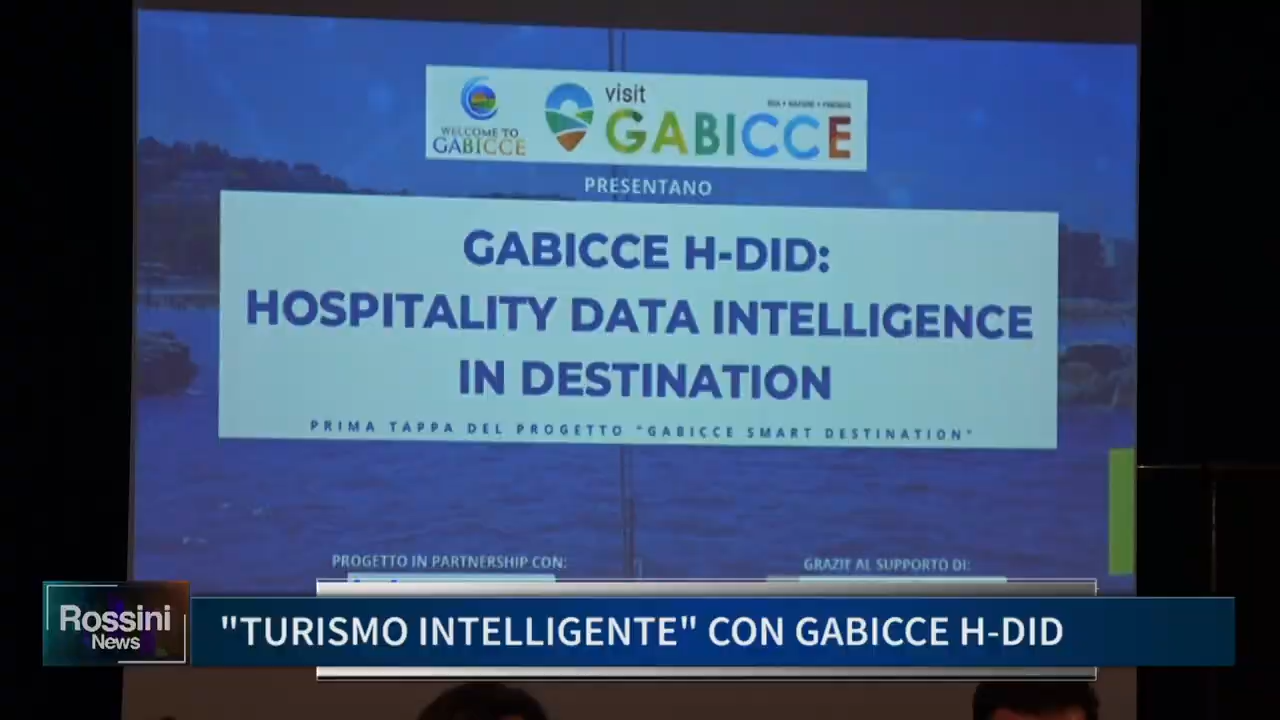 WELCOME TO
GABICCE
visit
GABICCE
PRESENTANO
GABICCE H-DID:
HOSPITALITY DATA INTELLIGENCE
IN DESTINATION
PRIMA TAPPA DEL PROGETTO "GABICCE SMART DESTINATION"
PROGETTO IN PARTNERSHIP CON:
GRAZIE AL SUPPORTO DI:
Rossini
News
"TURISMO INTELLIGENTE" CON GABICCE H-DID